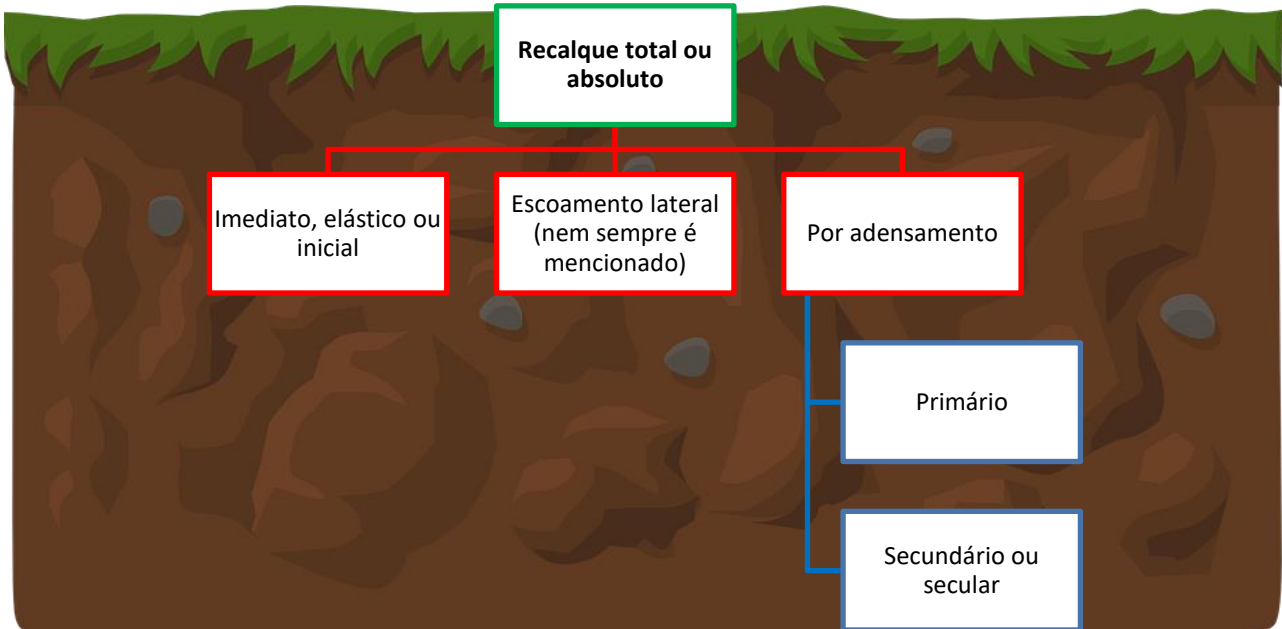 Recalque total ou
absoluto
Imediato, elástico ou
inicial
Escoamento lateral
(nem sempre é
mencionado)
Por adensamento
Primário
Secundário ou
secular